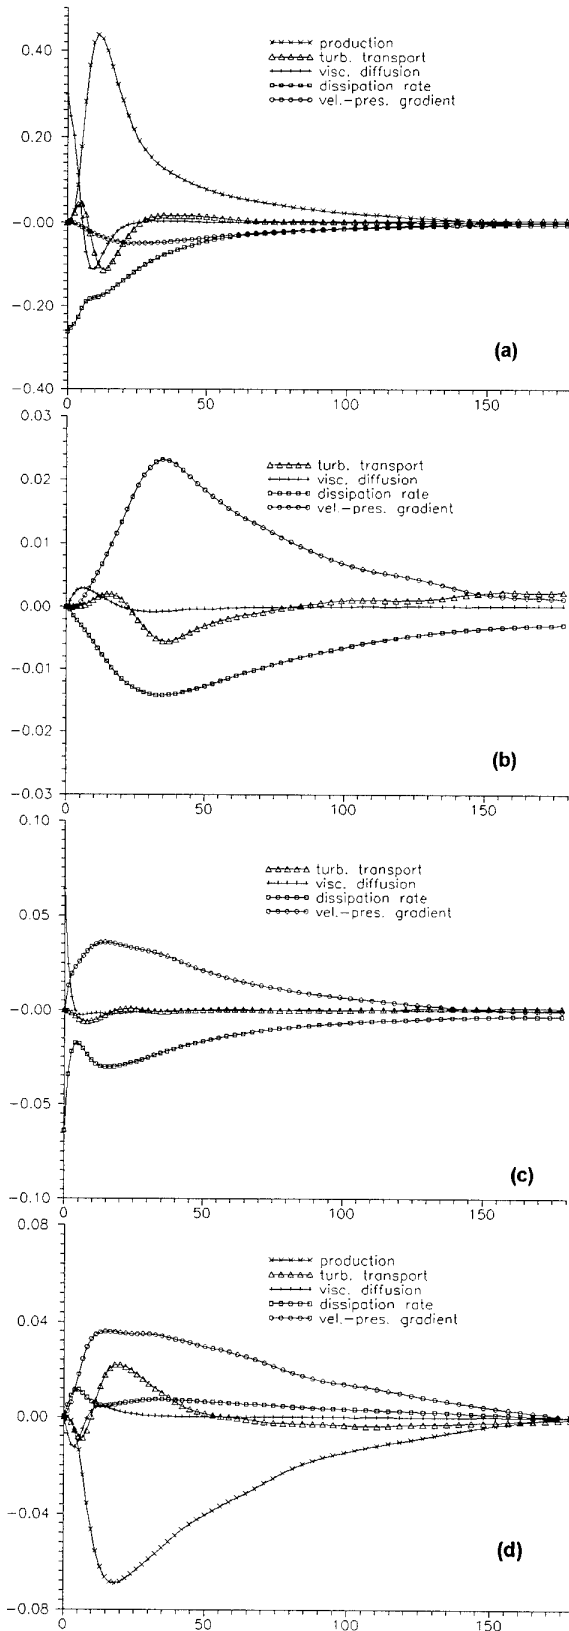 0.40
0.20
-0.00
-0.20
-0.40
production
turb. transport
visc. diffusion
dissipation rate
vel.-pres. gradient
(a)
0 50 100 150
0.03
0.02
0.01
0.00
-0.01
-0.02
-0.03
turb. transport
visc. diffusion
dissipation rate
vel.-pres. gradient
(b)
0 50 100 150
0.10
0.05
-0.00
-0.05
-0.10
turb. transport
visc. diffusion
dissipation rate
vel.-pres. gradient
(c)
0 50 100 150
0.08
0.04
0.00
-0.04
-0.08
production
turb. transport
visc. diffusion
dissipation rate
vel.-pres. gradient
(d)
0 50 100 150